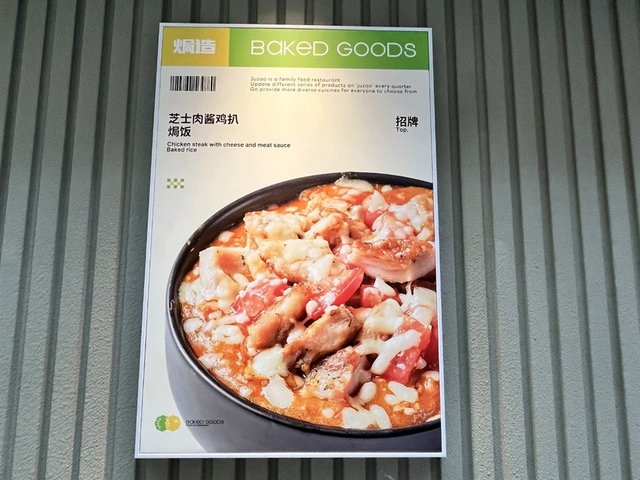 焗造
BaKeD GOODS
Juzao is a family food restaurant
Update different series of products on "juzao" every quarter
Go provide more diverse cuisines for everyone to choose from
芝士肉酱鸡扒
焗饭
招牌
Top.
Chicken steak with cheese and meat sauce
Baked rice
BAKED GOODS